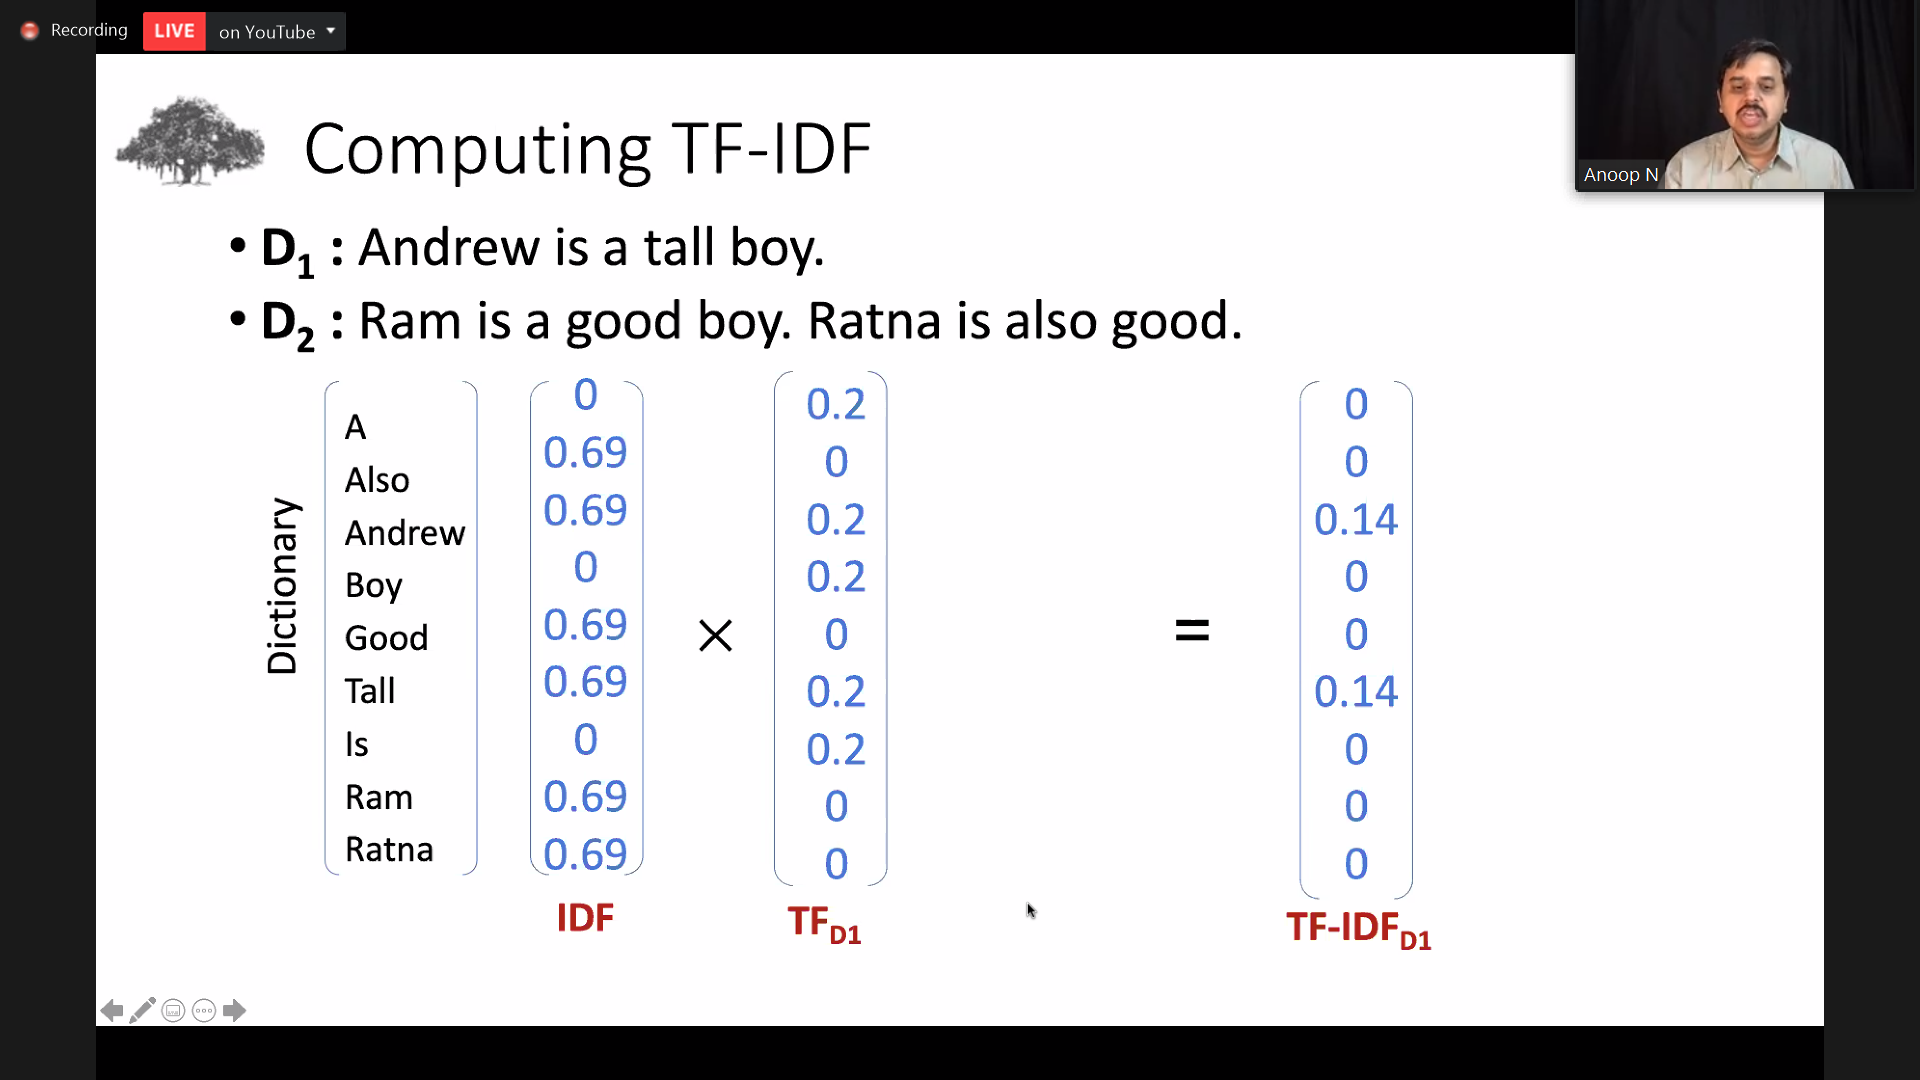 Recording
LIVE on YouTube
Anoop N
Computing TF-IDF
• D1 : Andrew is a tall boy.
• D2 : Ram is a good boy. Ratna is also good.
Dictionary
A
Also
Andrew
Boy
Good
Tall
Is
Ram
Ratna
0
0.69
0.69
0
0.69
0.69
0
0.69
0.69
IDF
×
0.2
0
0.2
0.2
0
0.2
0.2
0
0
TFD1
=
0
0
0.14
0
0
0.14
0
0
0
TF-IDFD1